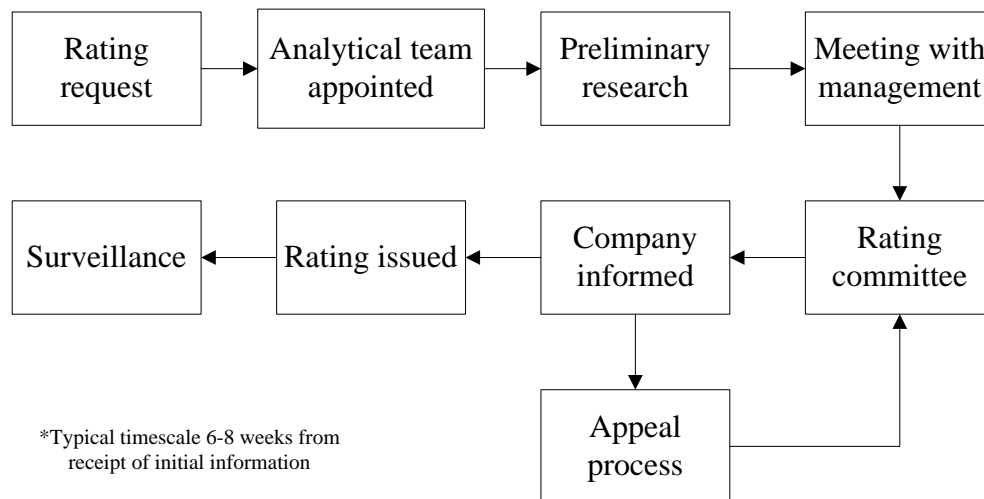 Rating
request
Analytical team
appointed
Preliminary
research
Meeting with
management
Surveillance
Rating issued
Company
informed
Rating
committee
Appeal
process
*Typical timescale 6-8 weeks from
receipt of initial information